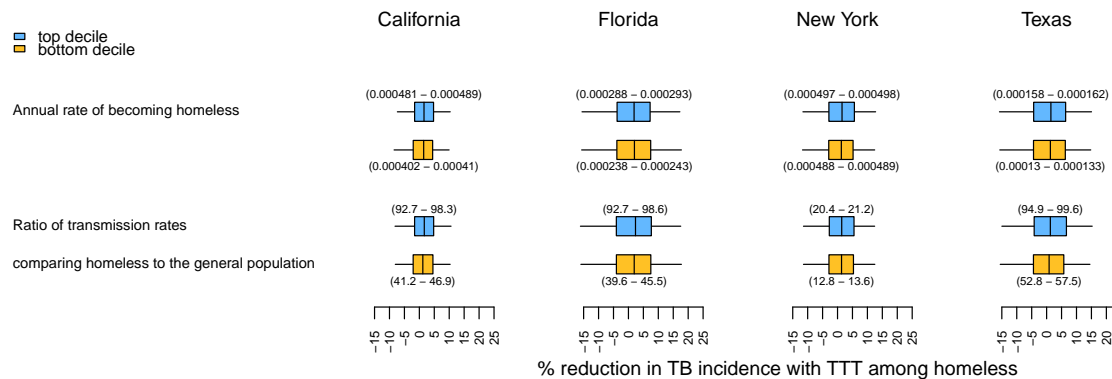 California Florida New York Texas
top decile
bottom decile
(0.000481 − 0.000489) (0.000288 − 0.000293) (0.000497 − 0.000498) (0.000158 − 0.000162)
Annual rate of becoming homeless
(0.000402 − 0.00041) (0.000238 − 0.000243) (0.000488 − 0.000489) (0.00013 − 0.000133)
(92.7 − 98.3) (92.7 − 98.6) (20.4 − 21.2) (94.9 − 99.6)
Ratio of transmission rates
comparing homeless to the general population
(41.2 − 46.9) (39.6 − 45.5) (12.8 − 13.6) (52.8 − 57.5)
−15 −10 −5 0 5 10 15 20 25 −15 −10 −5 0 5 10 15 20 25 −15 −10 −5 0 5 10 15 20 25 −15 −10 −5 0 5 10 15 20
% reduction in TB incidence with TTT among homeless